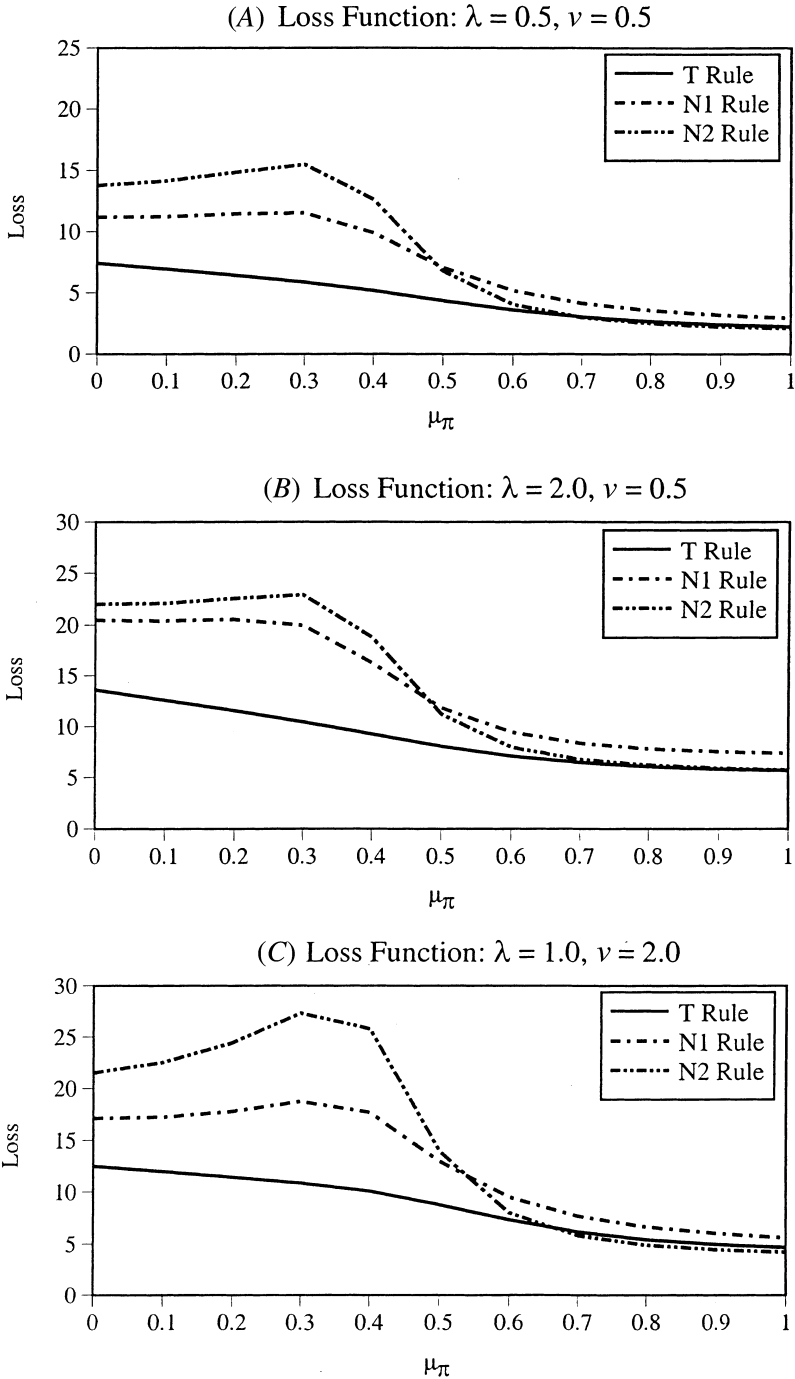 (A) Loss Function: λ = 0.5, v = 0.5
25
20
15
10
5
0
Loss
T Rule
N1 Rule
N2 Rule
0 0.1 0.2 0.3 0.4 0.5 0.6 0.7 0.8 0.9 1
μπ
(B) Loss Function: λ = 2.0, v = 0.5
30
25
20
15
10
5
0
Loss
T Rule
N1 Rule
N2 Rule
0 0.1 0.2 0.3 0.4 0.5 0.6 0.7 0.8 0.9 1
μπ
(C) Loss Function: λ = 1.0, v = 2.0
30
25
20
15
10
5
0
Loss
T Rule
N1 Rule
N2 Rule
0 0.1 0.2 0.3 0.4 0.5 0.6 0.7 0.8 0.9 1
μπ